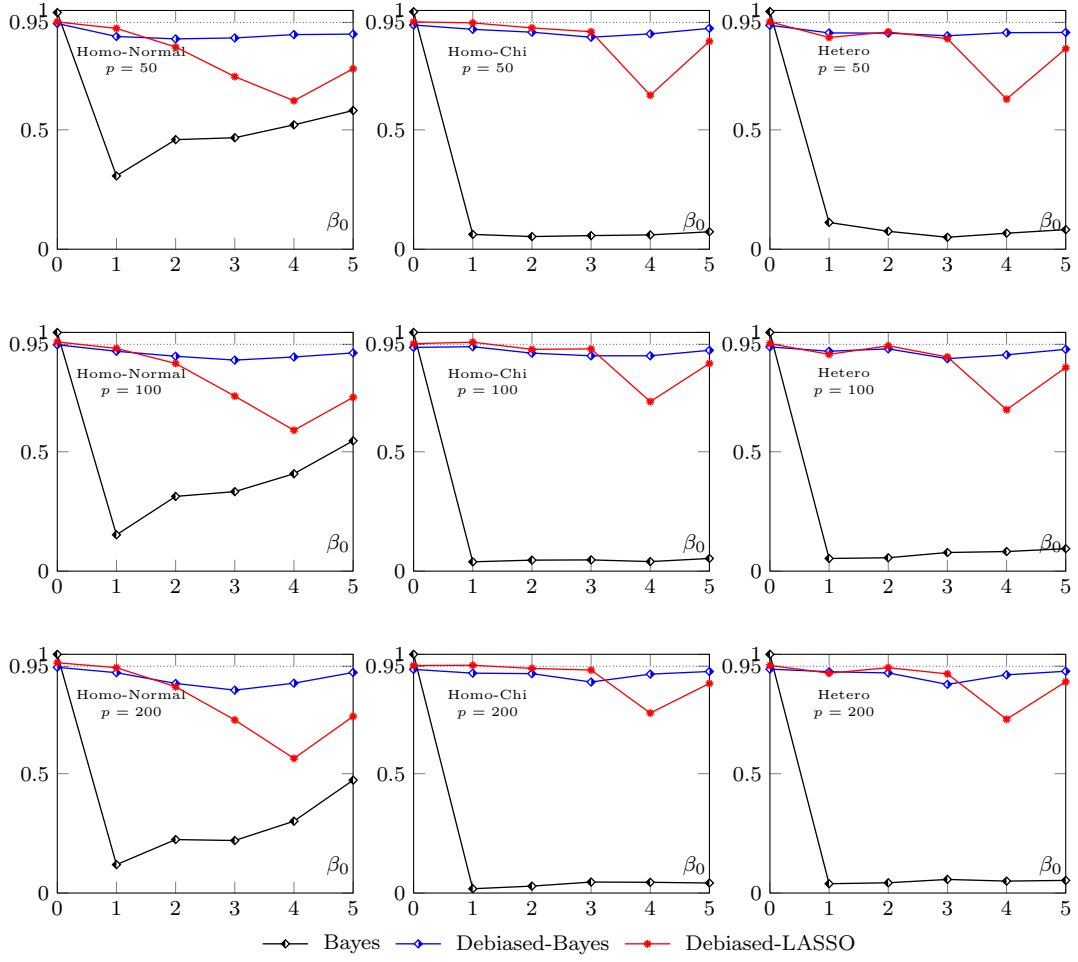 1
0.95
0.5
0
0 1 2 3 4 5
Homo-Normal
p = 50
β0
1
0.95
0.5
0
0 1 2 3 4 5
Homo-Chi
p = 50
β0
1
0.95
0.5
0
0 1 2 3 4 5
Hetero
p = 50
β0
1
0.95
0.5
0
0 1 2 3 4 5
Homo-Normal
p = 100
β0
1
0.95
0.5
0
0 1 2 3 4 5
Homo-Chi
p = 100
β0
1
0.95
0.5
0
0 1 2 3 4 5
Hetero
p = 100
β0
1
0.95
0.5
0
0 1 2 3 4 5
Homo-Normal
p = 200
β0
1
0.95
0.5
0
0 1 2 3 4 5
Homo-Chi
p = 200
β0
1
0.95
0.5
0
0 1 2 3 4 5
Hetero
p = 200
β0
Bayes Debiased-Bayes Debiased-LASSO